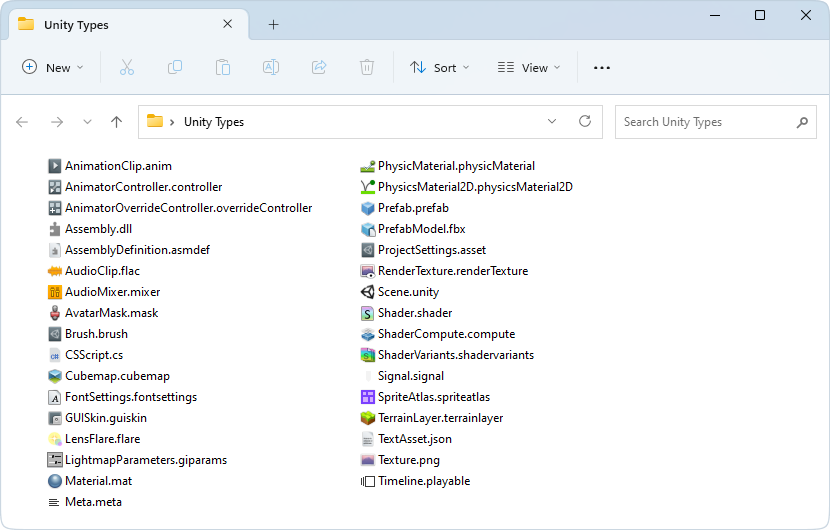 Unity Types
New
Sort
View
Unity Types
Search Unity Types
AnimationClip.anim
AnimatorController.controller
AnimatorOverrideController.overrideController
Assembly.dll
AssemblyDefinition.asmdef
AudioClip.flac
AudioMixer.mixer
AvatarMask.mask
Brush.brush
CSScript.cs
Cubemap.cubemap
FontSettings.fontsettings
GUISkin.guiskin
LensFlare.flare
LightmapParameters.giparams
Material.mat
Meta.meta
PhysicMaterial.physicMaterial
PhysicsMaterial2D.physicsMaterial2D
Prefab.prefab
PrefabModel.fbx
ProjectSettings.asset
RenderTexture.renderTexture
Scene.unity
Shader.shader
ShaderCompute.compute
ShaderVariants.shadervariants
Signal.signal
SpriteAtlas.spriteatlas
TerrainLayer.terrainlayer
TextAsset.json
Texture.png
Timeline.playable